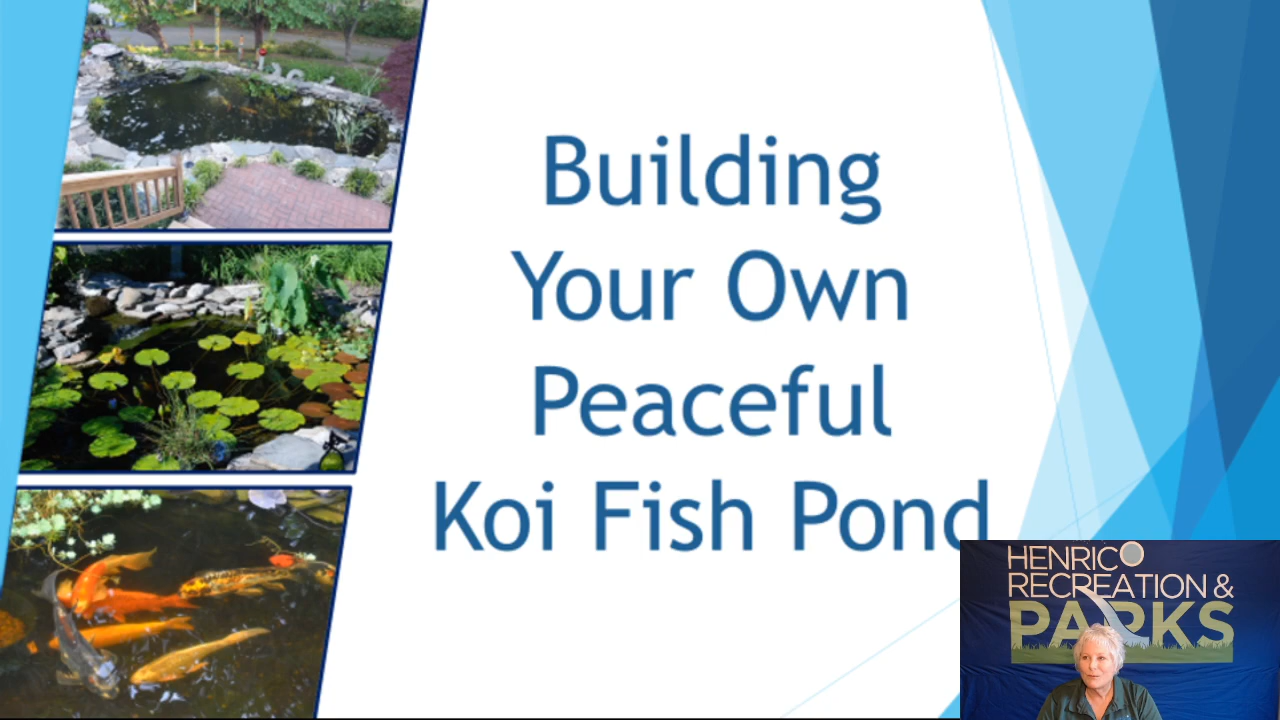 Building
Your Own
Peaceful
Koi Fish Pond
HENRICO
RECREATION &
PARKS